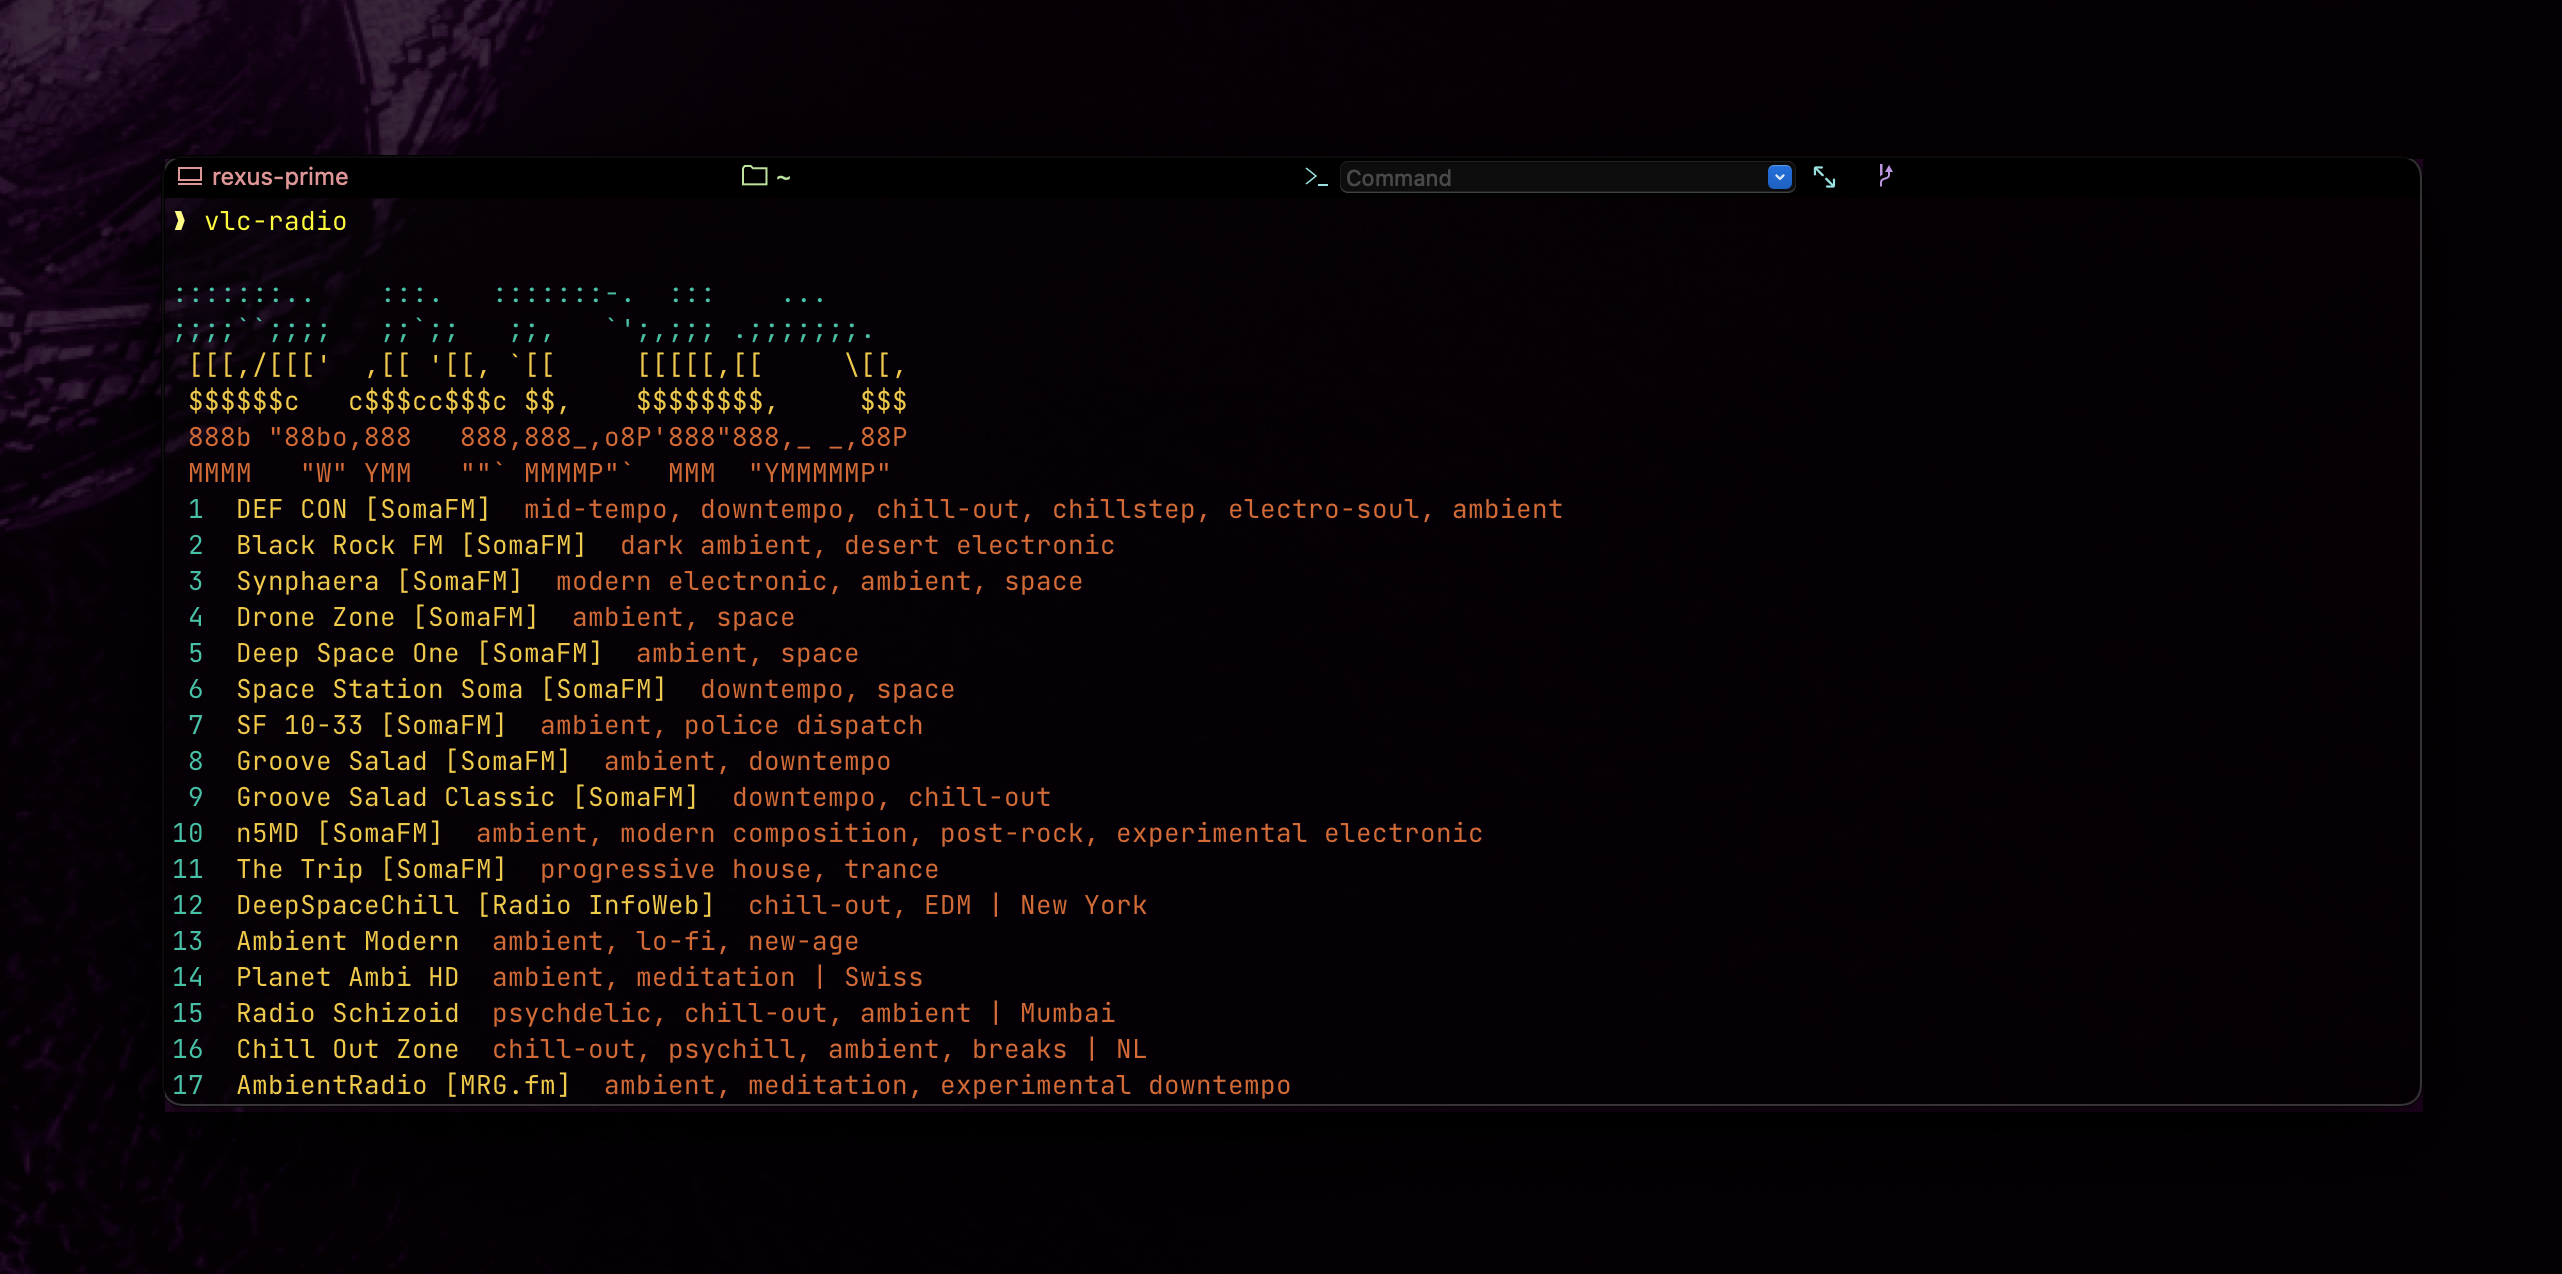 rexus-prime ~ >_ Command
❱ vlc-radio
:::::::..    :::.   :::::::-.  :::    ...
;;;;``;;;;   ;;`;;   ;;,   `';,;;; .;;;;;;;.
 [[[,/[[['  ,[[ '[[, `[[     [[[[[,[[     \[[,
 $$$$$$c   c$$$cc$$$c $$,    $$$$$$$$,     $$$
 888b "88bo,888   888,888_,o8P'888"888,_ _,88P
 MMMM   "W" YMM   ""` MMMMP"`  MMM  "YMMMMMP"
1 DEF CON [SomaFM] mid-tempo, downtempo, chill-out, chillstep, electro-soul, ambient
2 Black Rock FM [SomaFM] dark ambient, desert electronic
3 Synphaera [SomaFM] modern electronic, ambient, space
4 Drone Zone [SomaFM] ambient, space
5 Deep Space One [SomaFM] ambient, space
6 Space Station Soma [SomaFM] downtempo, space
7 SF 10-33 [SomaFM] ambient, police dispatch
8 Groove Salad [SomaFM] ambient, downtempo
9 Groove Salad Classic [SomaFM] downtempo, chill-out
10 n5MD [SomaFM] ambient, modern composition, post-rock, experimental electronic
11 The Trip [SomaFM] progressive house, trance
12 DeepSpaceChill [Radio InfoWeb] chill-out, EDM | New York
13 Ambient Modern ambient, lo-fi, new-age
14 Planet Ambi HD ambient, meditation | Swiss
15 Radio Schizoid psychdelic, chill-out, ambient | Mumbai
16 Chill Out Zone chill-out, psychill, ambient, breaks | NL
17 AmbientRadio [MRG.fm] ambient, meditation, experimental downtempo